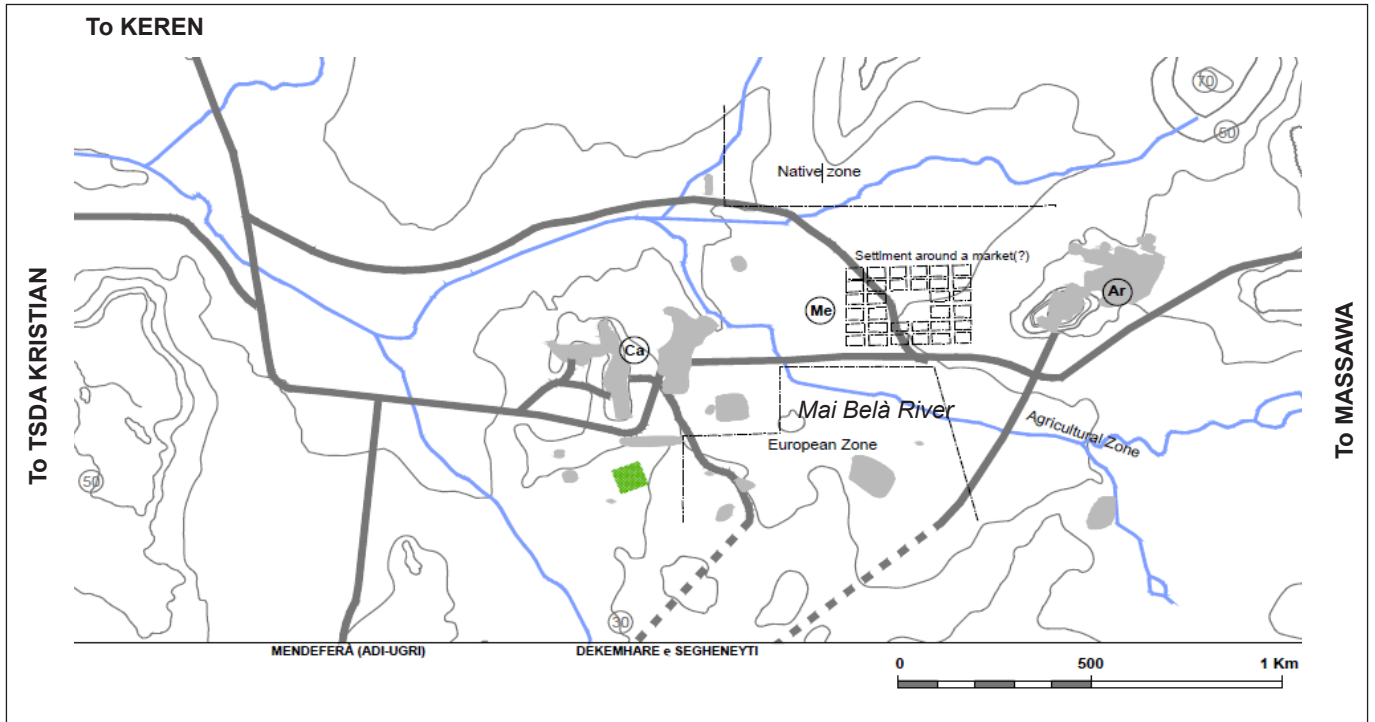 To KEREN
70
50
Native zone
Settlment around a market(?)
Ar
Me
Ca
To TSDA KRISTIAN
To MASSAWA
Mai Belà River
Agricultural Zone
European Zone
50
30
MENDEFERÀ (ADI-UGRI)
DEKEMHARE e SEGHENEYTI
0 500 1 Km